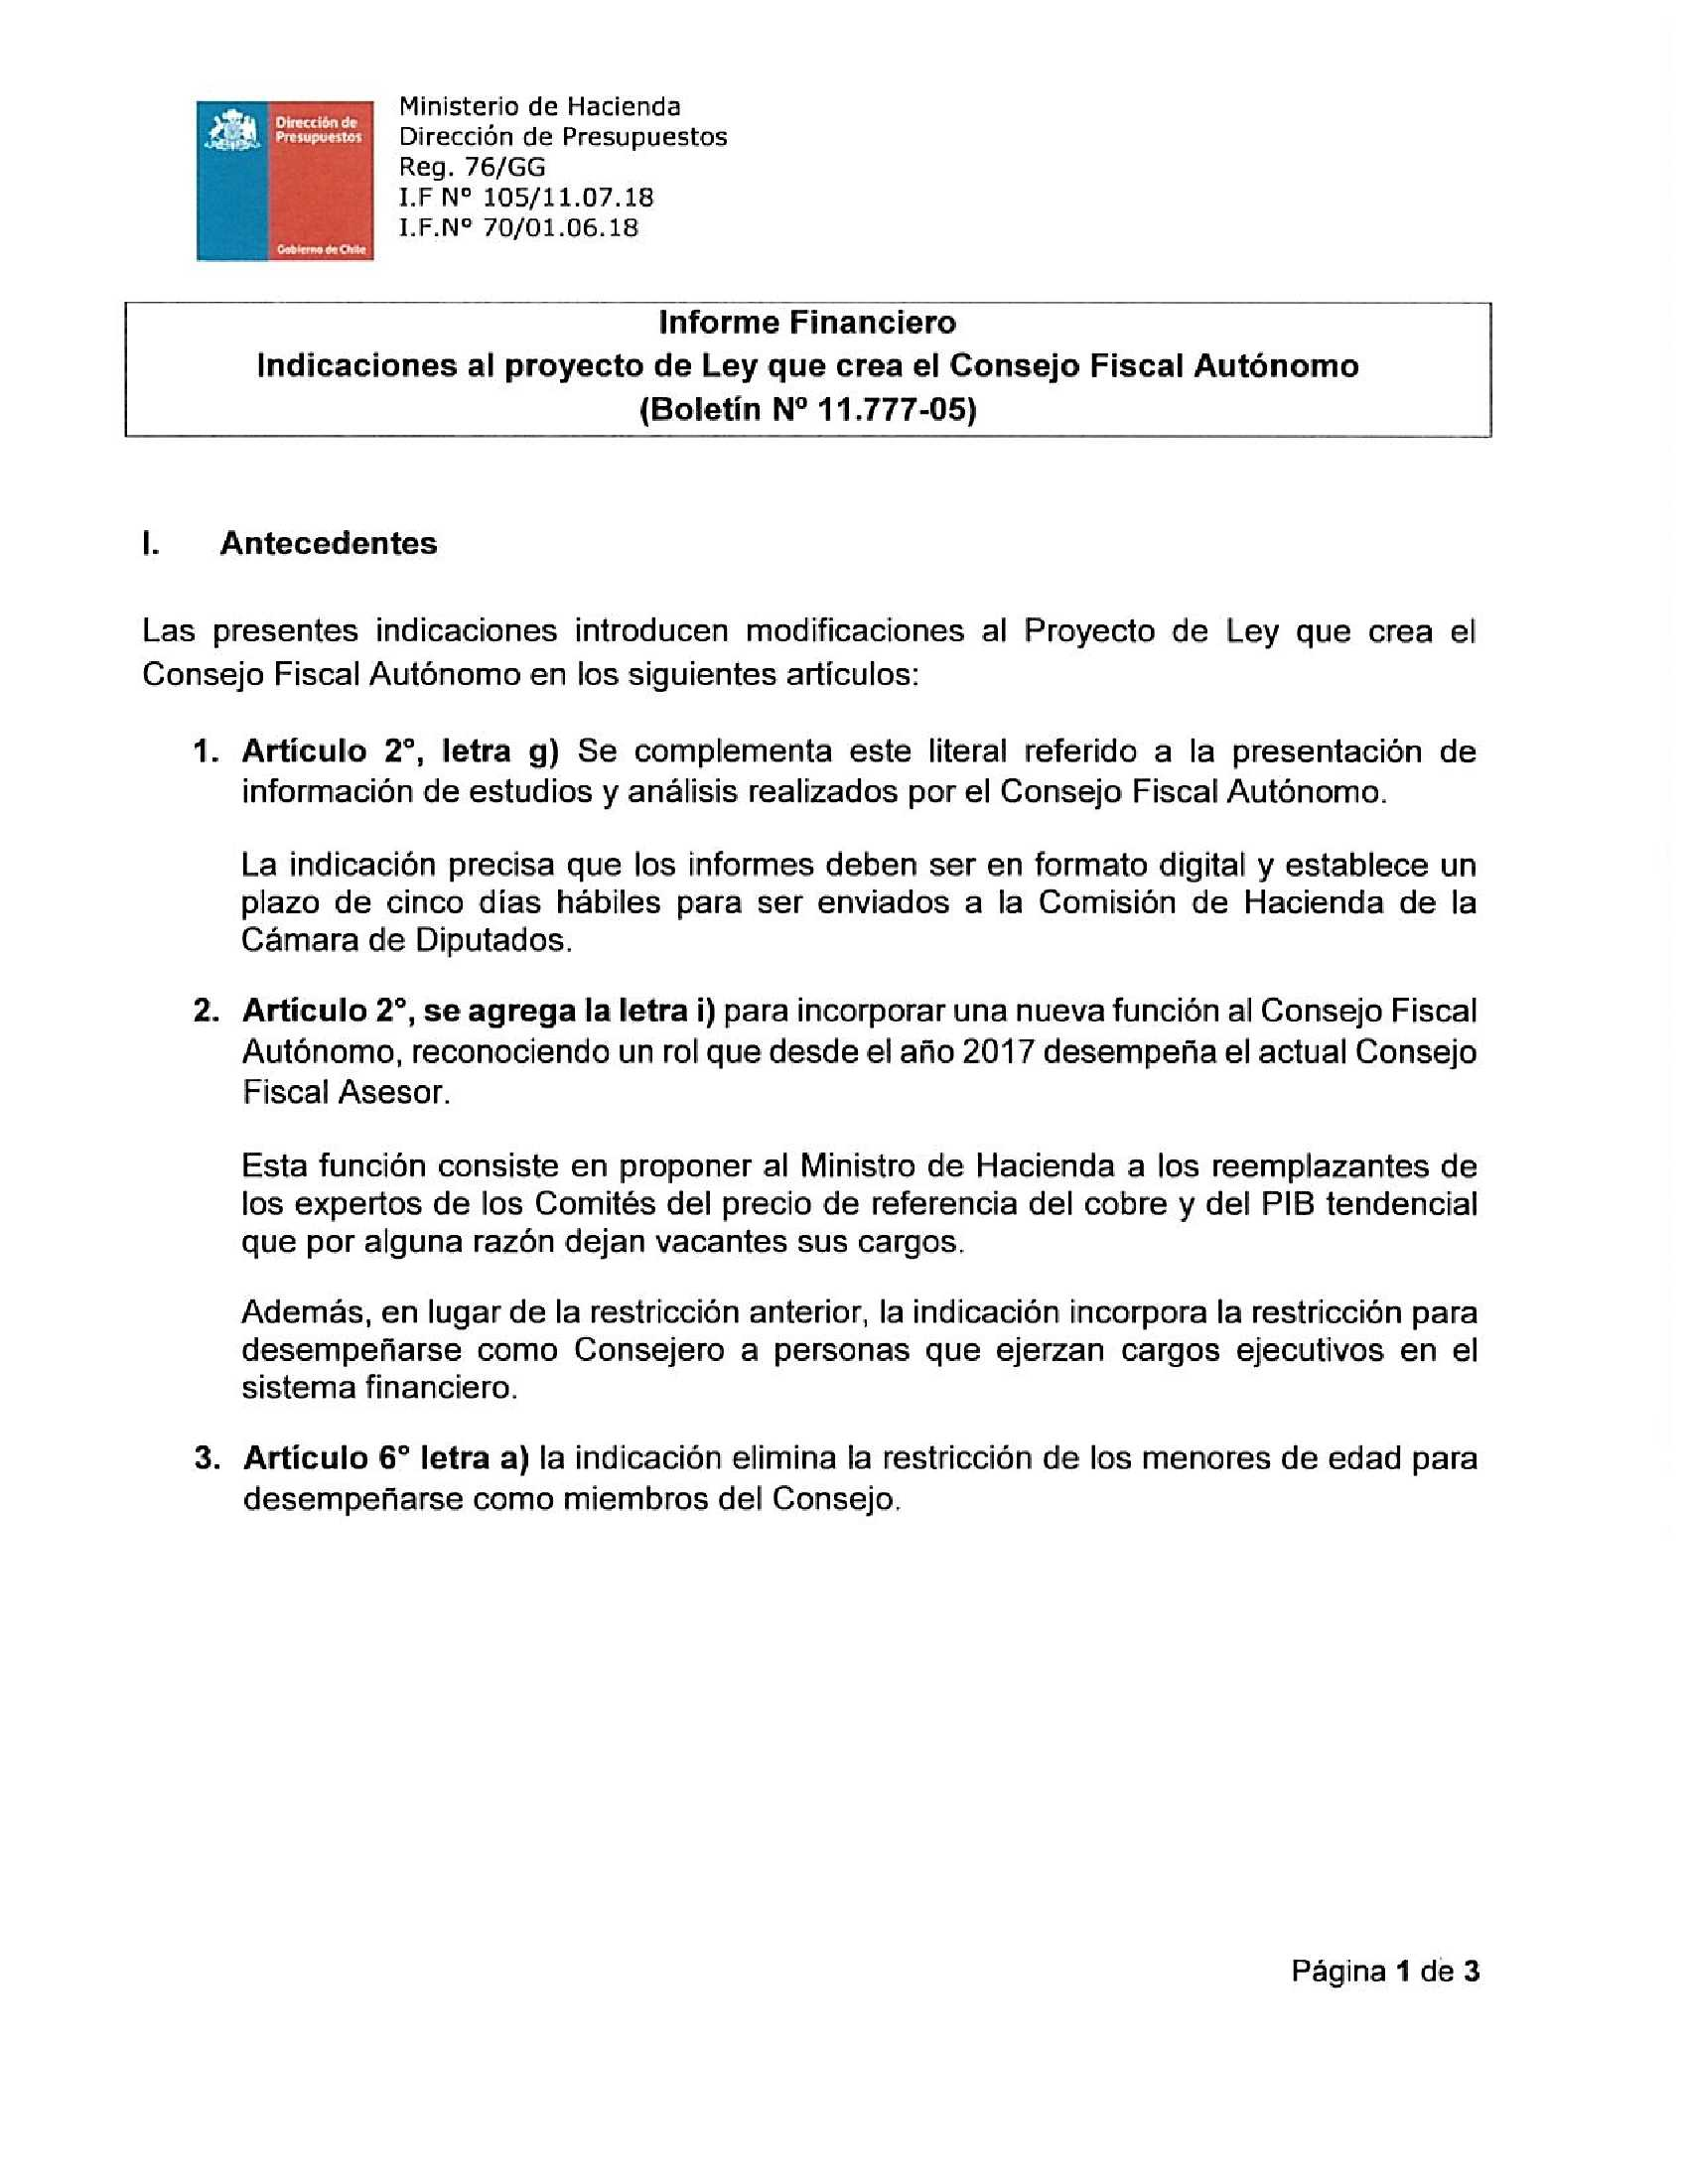 Dirección de
Presupuestos
Gobierno de Chile
Ministerio de Hacienda
Dirección de Presupuestos
Reg. 76/GG
I.F Nº 105/11.07.18
I.F.Nº 70/01.06.18
Informe Financiero
Indicaciones al proyecto de Ley que crea el Consejo Fiscal Autónomo
(Boletín Nº 11.777-05)
I. Antecedentes
Las presentes indicaciones introducen modificaciones al Proyecto de Ley que crea el
Consejo Fiscal Autónomo en los siguientes artículos:
1. Artículo 2º, letra g) Se complementa este literal referido a la presentación de
información de estudios y análisis realizados por el Consejo Fiscal Autónomo.
La indicación precisa que los informes deben ser en formato digital y establece un
plazo de cinco días hábiles para ser enviados a la Comisión de Hacienda de la
Cámara de Diputados.
2. Artículo 2º, se agrega la letra i) para incorporar una nueva función al Consejo Fiscal
Autónomo, reconociendo un rol que desde el año 2017 desempeña el actual Consejo
Fiscal Asesor.
Esta función consiste en proponer al Ministro de Hacienda a los reemplazantes de
los expertos de los Comités del precio de referencia del cobre y del PIB tendencial
que por alguna razón dejan vacantes sus cargos.
Además, en lugar de la restricción anterior, la indicación incorpora la restricción para
desempeñarse como Consejero a personas que ejerzan cargos ejecutivos en el
sistema financiero.
3. Artículo 6º letra a) la indicación elimina la restricción de los menores de edad para
desempeñarse como miembros del Consejo.
Página 1 de 3